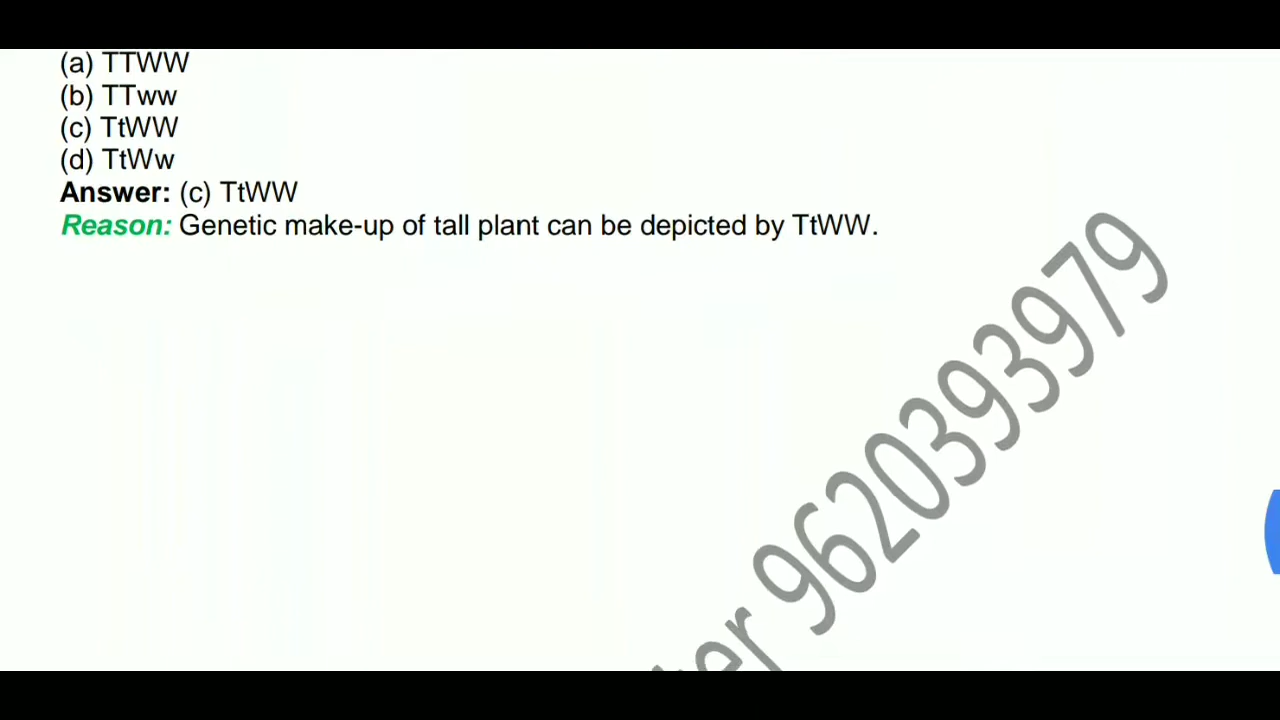 (a) TTWW
(b) TTww
(c) TtWW
(d) TtWw
Answer: (c) TtWW
Reason: Genetic make-up of tall plant can be depicted by TtWW.
9620393979